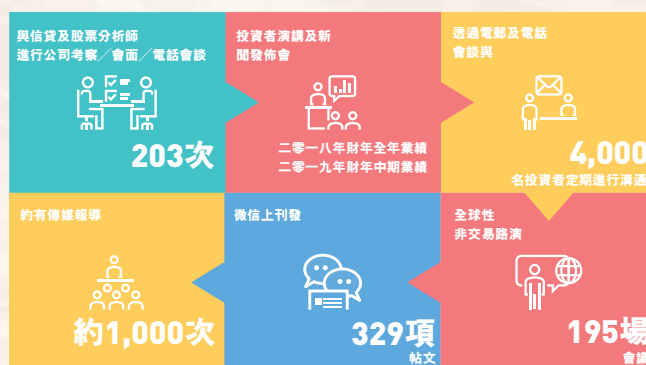 與信貸及股票分析師
進行公司考察／會面／電話會談
203次
投資者演講及新
聞發佈會
二零一八年財年全年業績
二零一九年財年中期業績
透過電郵及電話
會談與
4,000
名投資者定期進行溝通
全球性
非交易路演
195場
會議
微信上刊發
329項
帖文
約有傳媒報導
約1,000次